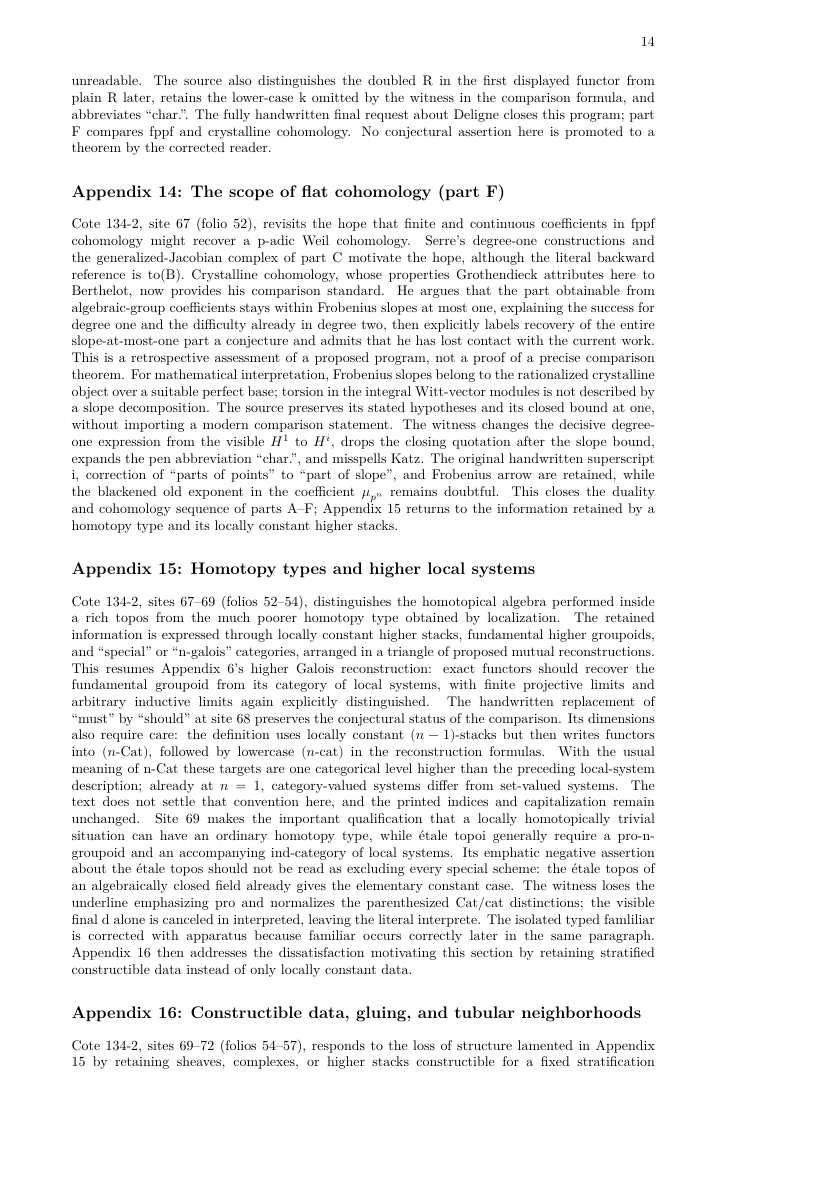 14
unreadable. The source also distinguishes the doubled R in the first displayed functor from
plain R later, retains the lower-case k omitted by the witness in the comparison formula, and
abbreviates “char.”. The fully handwritten final request about Deligne closes this program; part
F compares fppf and crystalline cohomology. No conjectural assertion here is promoted to a
theorem by the corrected reader.
Appendix 14: The scope of flat cohomology (part F)
Cote 134-2, site 67 (folio 52), revisits the hope that finite and continuous coefficients in fppf
cohomology might recover a p-adic Weil cohomology. Serre’s degree-one constructions and
the generalized-Jacobian complex of part C motivate the hope, although the literal backward
reference is to(B). Crystalline cohomology, whose properties Grothendieck attributes here to
Berthelot, now provides his comparison standard. He argues that the part obtainable from
algebraic-group coefficients stays within Frobenius slopes at most one, explaining the success for
degree one and the difficulty already in degree two, then explicitly labels recovery of the entire
slope-at-most-one part a conjecture and admits that he has lost contact with the current work.
This is a retrospective assessment of a proposed program, not a proof of a precise comparison
theorem. For mathematical interpretation, Frobenius slopes belong to the rationalized crystalline
object over a suitable perfect base; torsion in the integral Witt-vector modules is not described by
a slope decomposition. The source preserves its stated hypotheses and its closed bound at one,
without importing a modern comparison statement. The witness changes the decisive degree-
one expression from the visible $H^1$ to $H^i$, drops the closing quotation after the slope bound,
expands the pen abbreviation “char.”, and misspells Katz. The original handwritten superscript
i, correction of “parts of points” to “part of slope”, and Frobenius arrow are retained, while
the blackened old exponent in the coefficient $\mu_{p^n}$ remains doubtful. This closes the duality
and cohomology sequence of parts A–F; Appendix 15 returns to the information retained by a
homotopy type and its locally constant higher stacks.
Appendix 15: Homotopy types and higher local systems
Cote 134-2, sites 67–69 (folios 52–54), distinguishes the homotopical algebra performed inside
a rich topos from the much poorer homotopy type obtained by localization. The retained
information is expressed through locally constant higher stacks, fundamental higher groupoids,
and “special” or “n-galois” categories, arranged in a triangle of proposed mutual reconstructions.
This resumes Appendix 6’s higher Galois reconstruction: exact functors should recover the
fundamental groupoid from its category of local systems, with finite projective limits and
arbitrary inductive limits again explicitly distinguished. The handwritten replacement of
“must” by “should” at site 68 preserves the conjectural status of the comparison. Its dimensions
also require care: the definition uses locally constant $(n-1)$-stacks but then writes functors
into ($n$-Cat), followed by lowercase ($n$-cat) in the reconstruction formulas. With the usual
meaning of n-Cat these targets are one categorical level higher than the preceding local-system
description; already at $n = 1$, category-valued systems differ from set-valued systems. The
text does not settle that convention here, and the printed indices and capitalization remain
unchanged. Site 69 makes the important qualification that a locally homotopically trivial
situation can have an ordinary homotopy type, while étale topoi generally require a pro-n-
groupoid and an accompanying ind-category of local systems. Its emphatic negative assertion
about the étale topos should not be read as excluding every special scheme: the étale topos of
an algebraically closed field already gives the elementary constant case. The witness loses the
underline emphasizing pro and normalizes the parenthesized Cat/cat distinctions; the visible
final d alone is canceled in interpreted, leaving the literal interprete. The isolated typed famliliar
is corrected with apparatus because familiar occurs correctly later in the same paragraph.
Appendix 16 then addresses the dissatisfaction motivating this section by retaining stratified
constructible data instead of only locally constant data.
Appendix 16: Constructible data, gluing, and tubular neighborhoods
Cote 134-2, sites 69–72 (folios 54–57), responds to the loss of structure lamented in Appendix
15 by retaining sheaves, complexes, or higher stacks constructible for a fixed stratification